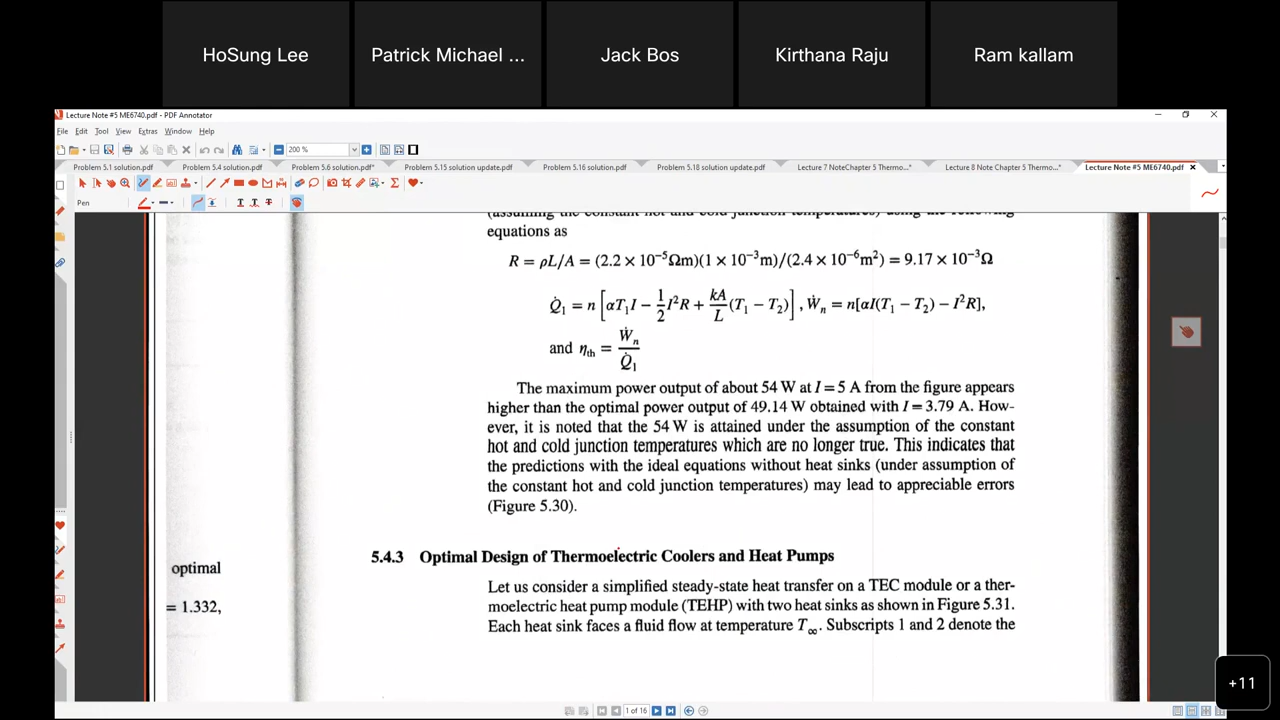 HoSung Lee
Patrick Michael ...
Jack Bos
Kirthana Raju
Ram kallam
Lecture Note #5 ME6740.pdf - PDF Annotator
File Edit Tool View Extras Window Help
200 %
Problem 5.1 solution.pdf Problem 5.4 solution.pdf Problem 5.6 solution.pdf* Problem 5.15 solution update.pdf Problem 5.16 solution.pdf Problem 5.18 solution update.pdf Lecture 7 NoteChapter 5 Thermo...* Lecture 8 Note Chapter 5 Thermo...* Lecture Note #5 ME6740.pdf
Pen
(assuming the constant hot and cold junction temperatures) using the following
equations as
R = ρL/A = (2.2 × 10⁻⁵Ωm)(1 × 10⁻³m)/(2.4 × 10⁻⁶m²) = 9.17 × 10⁻³Ω
Q̇₁ = n [αT₁I − ½I²R + kA/L (T₁ − T₂)], Ẇₙ = n[αI(T₁ − T₂) − I²R],
and ηth = Ẇₙ/Q̇₁
The maximum power output of about 54 W at I = 5 A from the figure appears
higher than the optimal power output of 49.14 W obtained with I = 3.79 A. How-
ever, it is noted that the 54 W is attained under the assumption of the constant
hot and cold junction temperatures which are no longer true. This indicates that
the predictions with the ideal equations without heat sinks (under assumption of
the constant hot and cold junction temperatures) may lead to appreciable errors
(Figure 5.30).
5.4.3 Optimal Design of Thermoelectric Coolers and Heat Pumps
optimal
Let us consider a simplified steady-state heat transfer on a TEC module or a ther-
= 1.332,
moelectric heat pump module (TEHP) with two heat sinks as shown in Figure 5.31.
Each heat sink faces a fluid flow at temperature T∞. Subscripts 1 and 2 denote the
+11
1 of 16